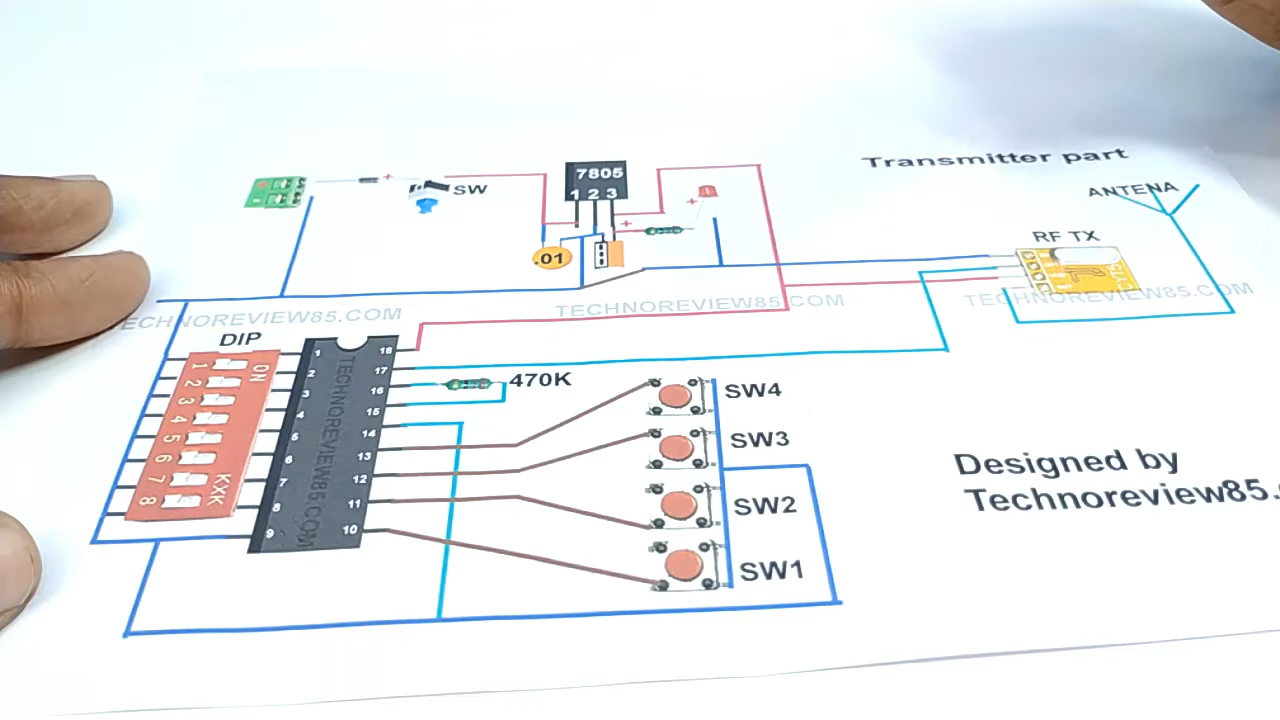 Transmitter part
7805
1 2 3
SW
ANTENA
.01
RF TX
TECHNOREVIEW85.COM
TECHNOREVIEW85.COM
TECHNOREVIEW85.COM
DIP
ON
1
2
3
4
5
6
7
8
KXK
1
2
3
4
5
6
7
8
9
TECHNOREVIEW85.COM
18
17
16
15
14
13
12
11
10
470K
SW4
SW3
SW2
SW1
Designed by
Technoreview85.